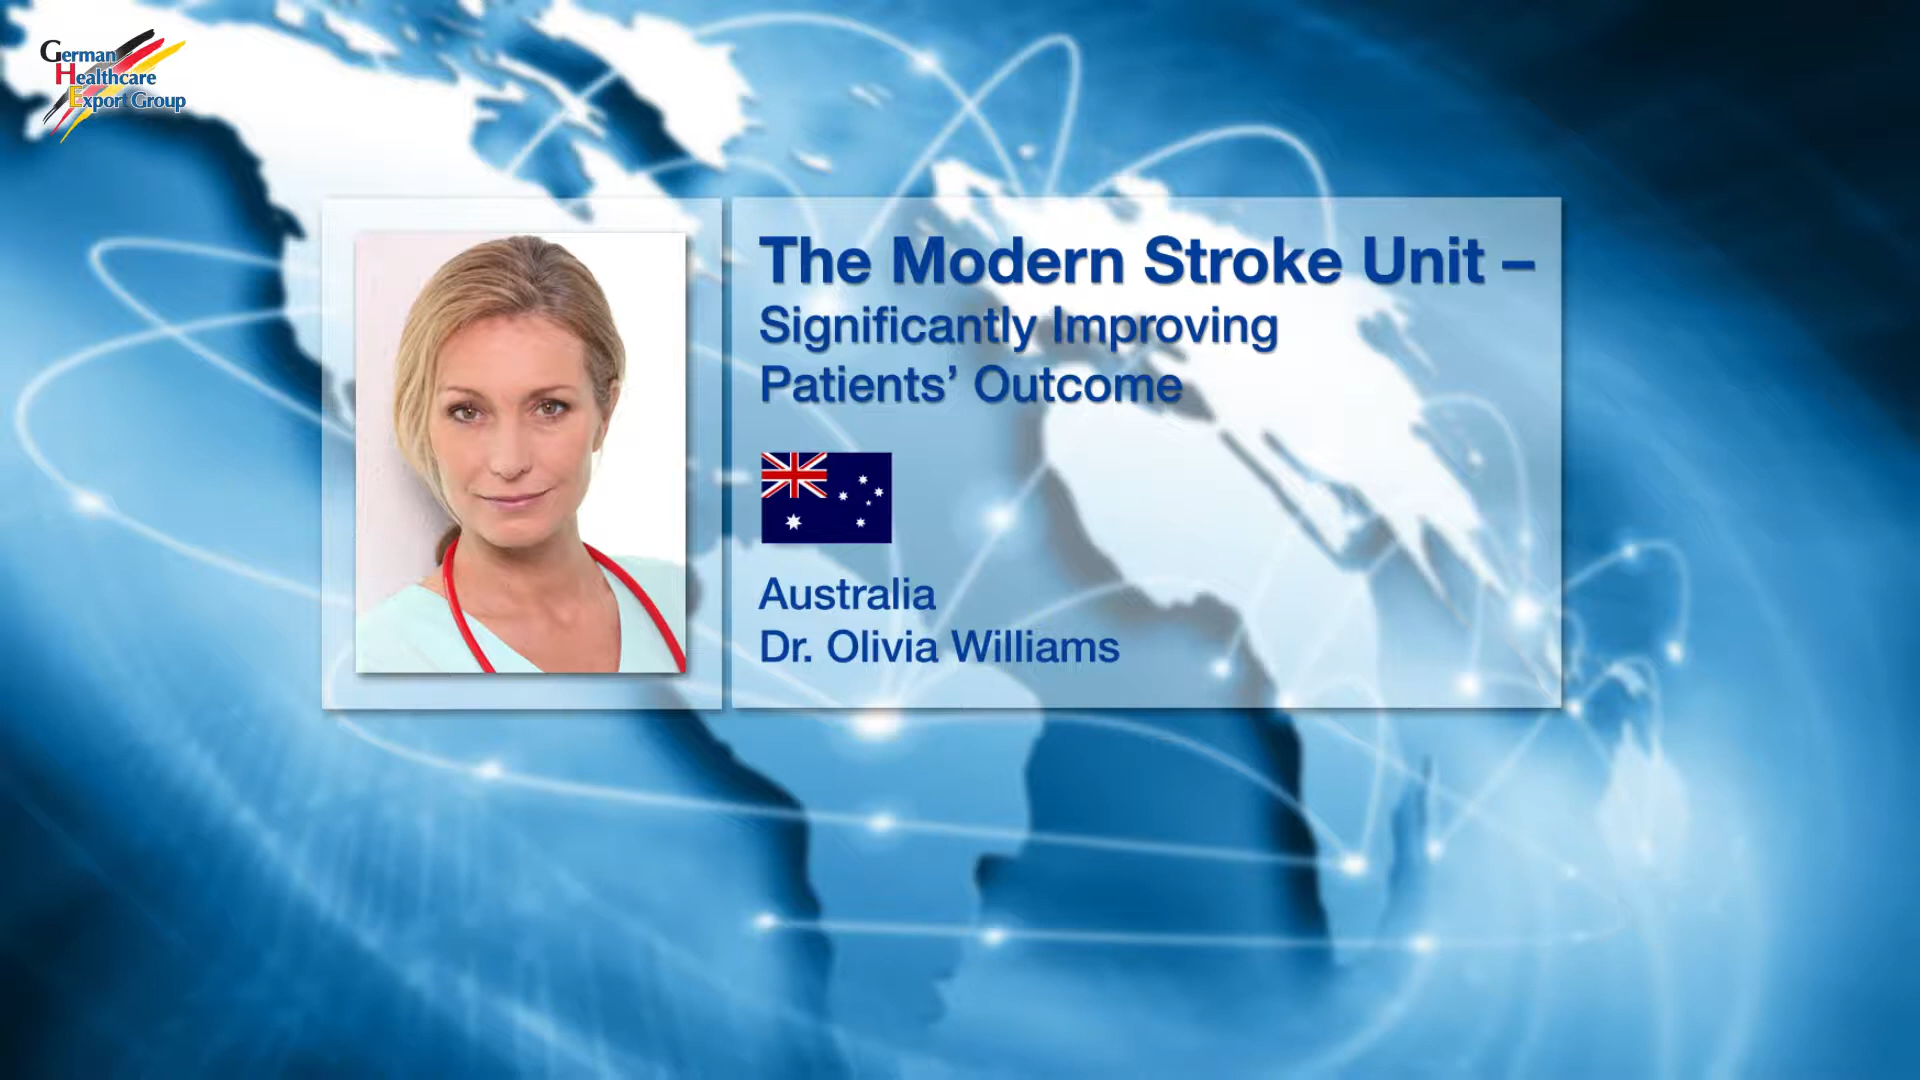 German
Healthcare
Export Group
The Modern Stroke Unit –
Significantly Improving
Patients’ Outcome
Australia
Dr. Olivia Williams